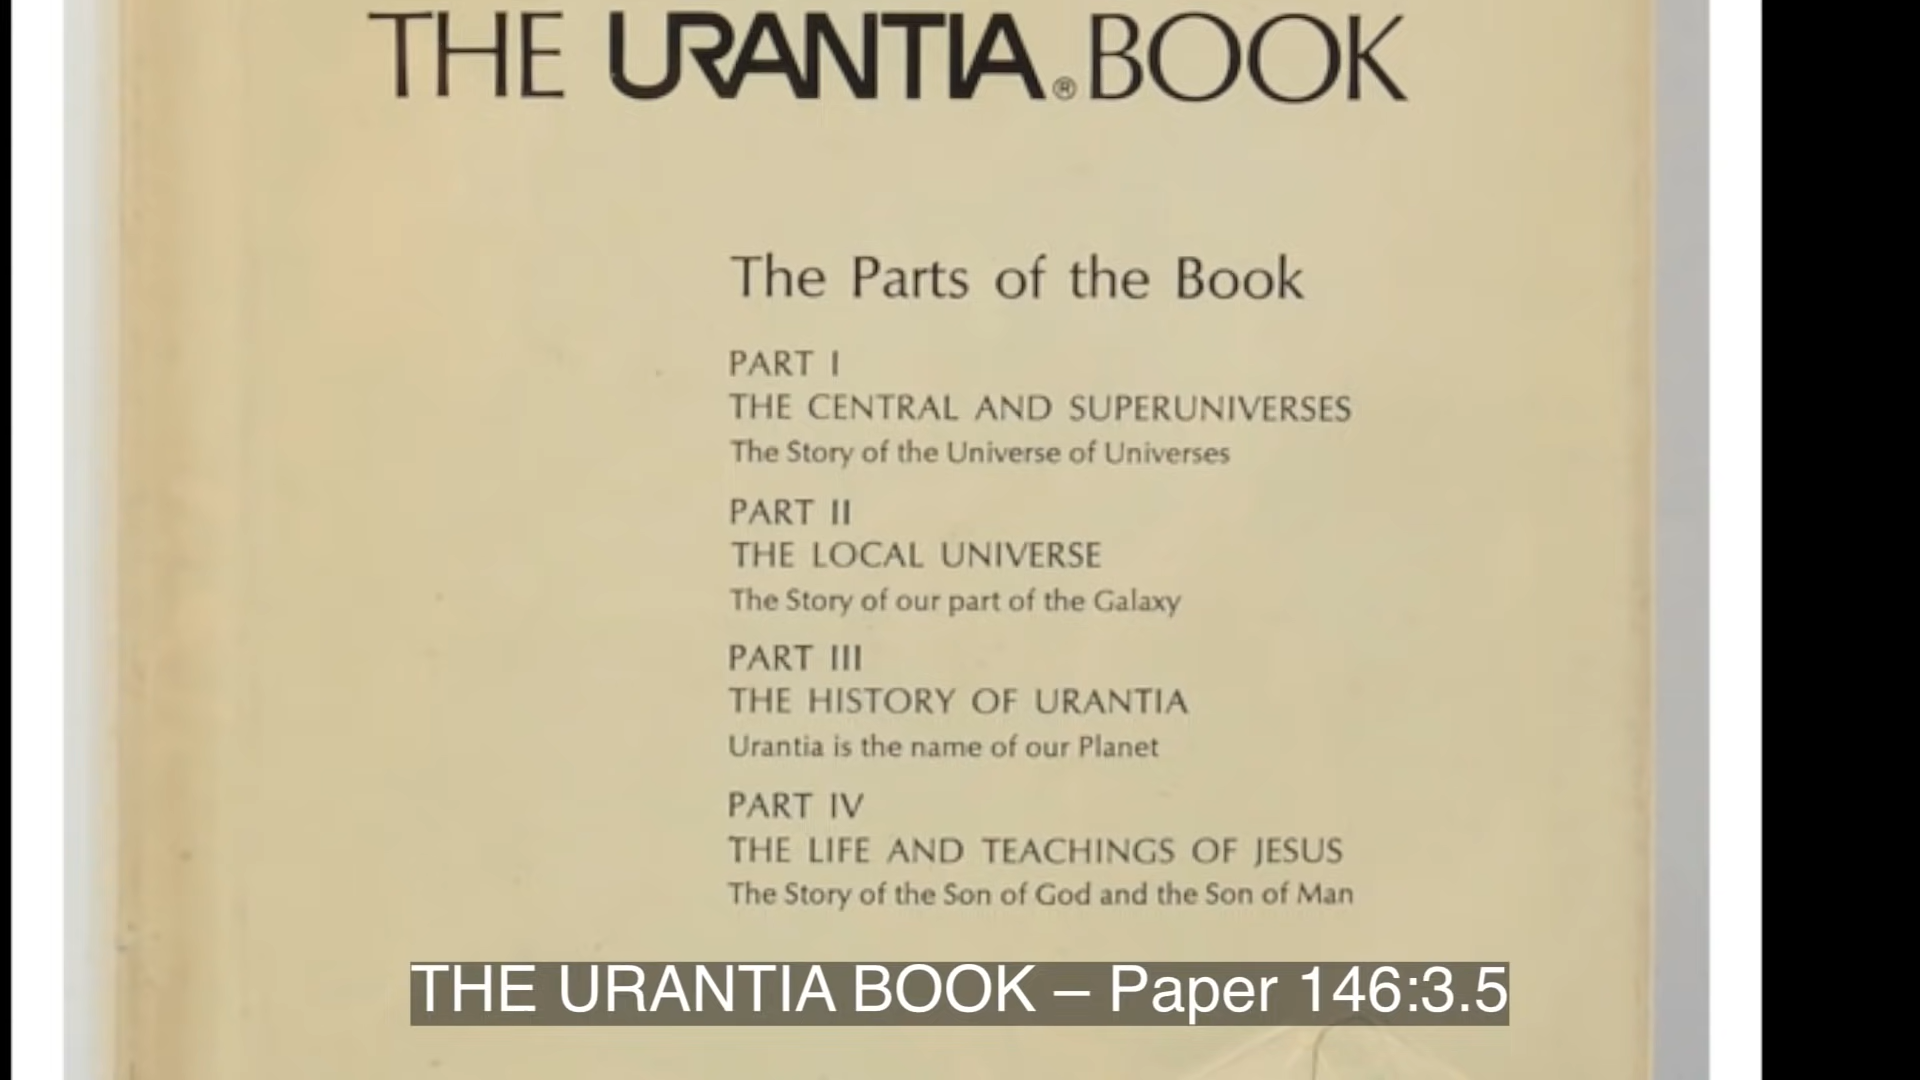 THE URANTIA® BOOK
The Parts of the Book
PART I
THE CENTRAL AND SUPERUNIVERSES
The Story of the Universe of Universes
PART II
THE LOCAL UNIVERSE
The Story of our part of the Galaxy
PART III
THE HISTORY OF URANTIA
Urantia is the name of our Planet
PART IV
THE LIFE AND TEACHINGS OF JESUS
The Story of the Son of God and the Son of Man
THE URANTIA BOOK – Paper 146:3.5